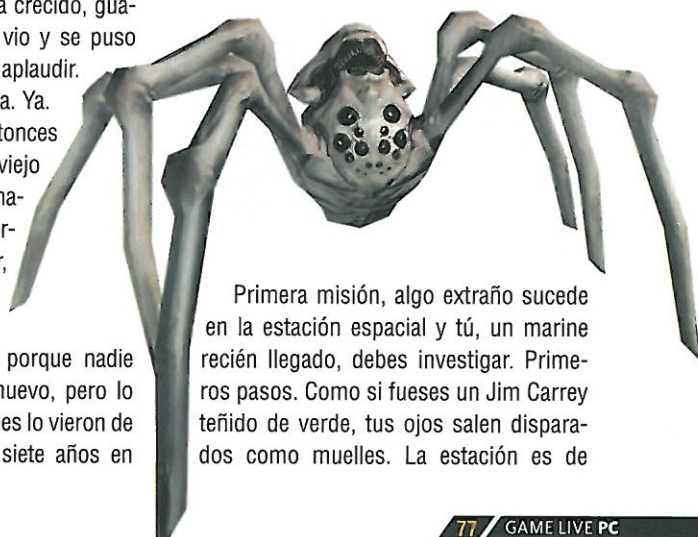 a crecido, gua-
vio y se puso
aplaudir.
a. Ya.
tonces
viejo
na-
r-
r,
porque nadie
nuevo, pero lo
es lo vieron de
siete años en
Primera misión, algo extraño sucede
en la estación espacial y tú, un marine
recién llegado, debes investigar. Prime-
ros pasos. Como si fueses un Jim Carrey
teñido de verde, tus ojos salen dispara-
dos como muelles. La estación es de
77 GAME LIVE PC